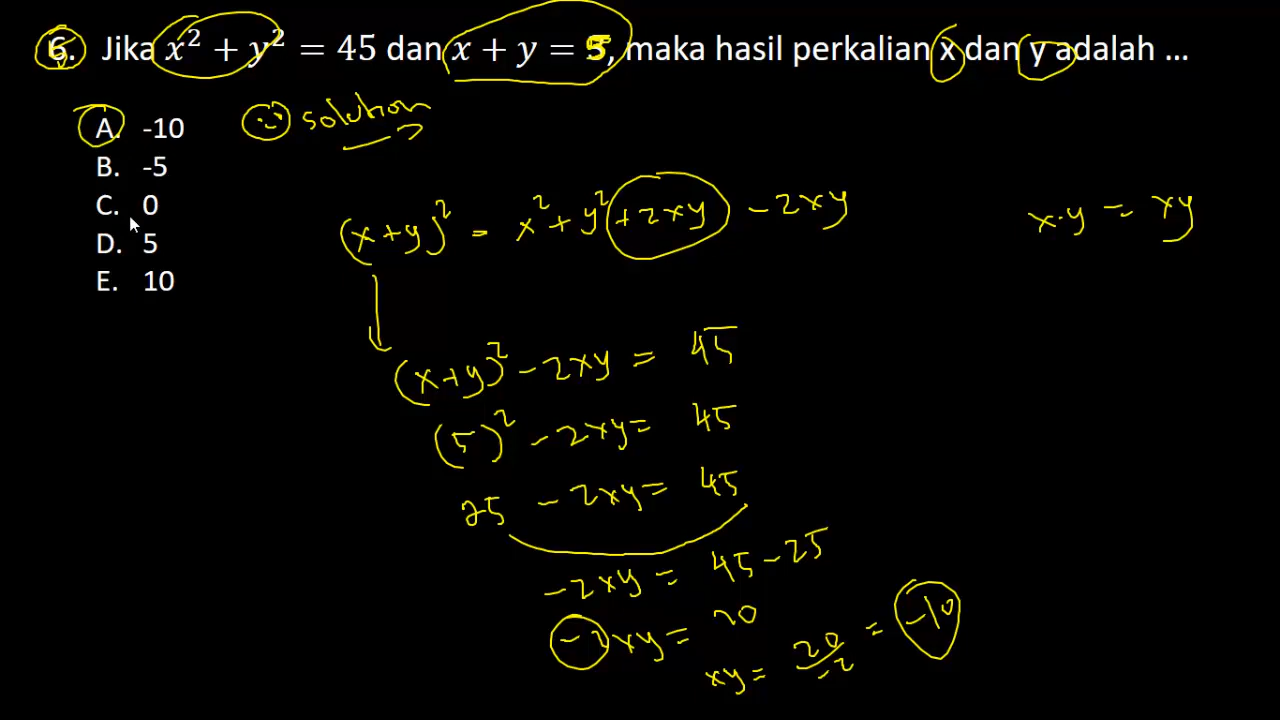 6. Jika x² + y² = 45 dan x + y = 5, maka hasil perkalian x dan y adalah ...
A. -10
B. -5
C. 0
D. 5
E. 10
solution
(x+y)² = x² + y² + 2xy - 2xy
x·y = xy
(x+y)² - 2xy = 45
(5)² - 2xy = 45
25 - 2xy = 45
-2xy = 45 - 25
-2xy = 20
xy = 20/-2 = -10